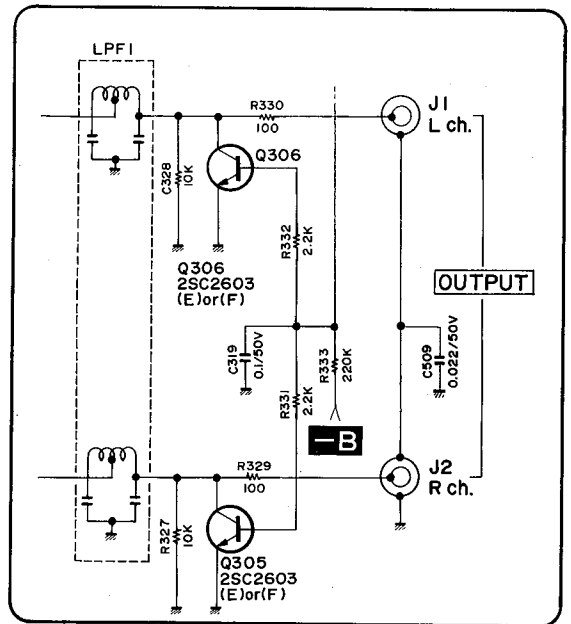 LPF1
R330
100
J1
L ch.
C328
10K
Q306
R332
2.2K
Q306
2SC2603
(E)or(F)
OUTPUT
C319
0.1/50V
R333
220K
C509
0.022/50V
R331
2.2K
-B
R329
100
J2
R ch.
R327
10K
Q305
2SC2603
(E)or(F)